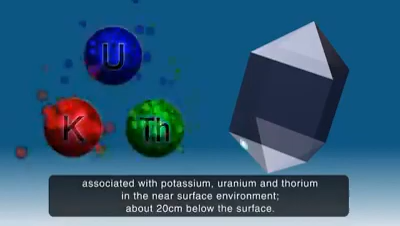 U
K Th
associated with potassium, uranium and thorium
in the near surface environment;
about 20cm below the surface.